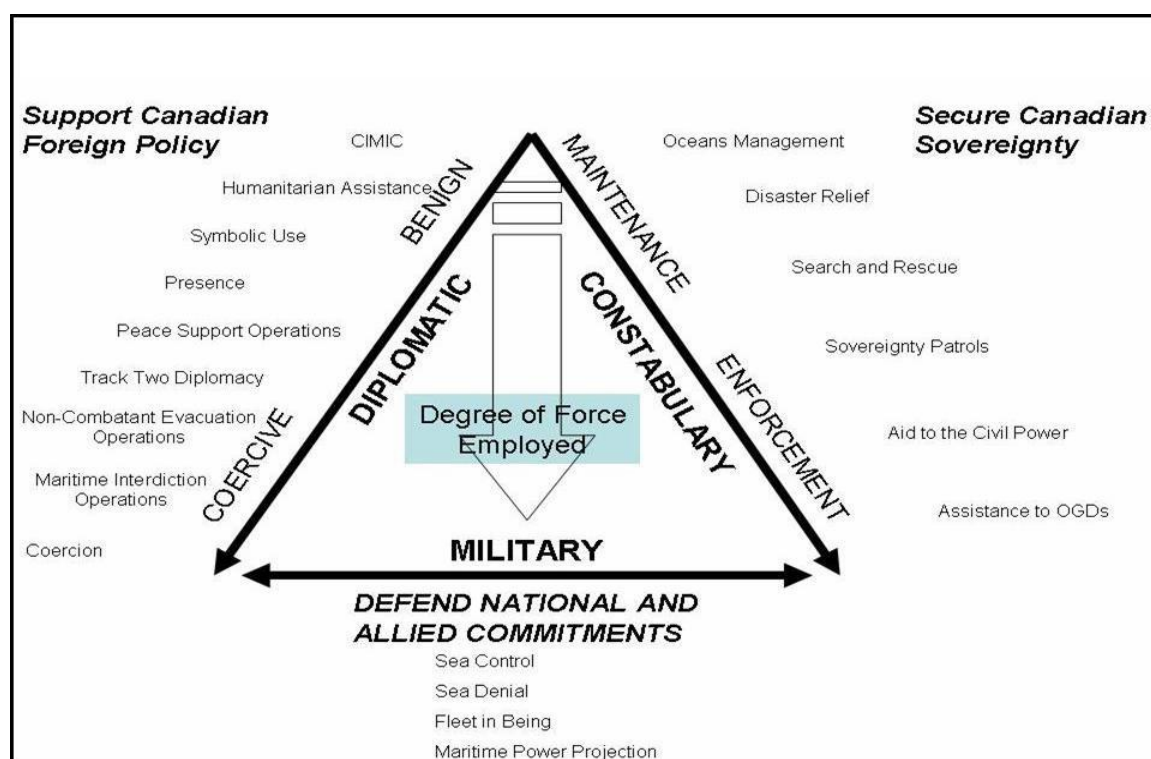 Support Canadian
Foreign Policy
CIMIC
Humanitarian Assistance
Symbolic Use
Presence
Peace Support Operations
Track Two Diplomacy
Non-Combatant Evacuation
Operations
Maritime Interdiction
Operations
Coercion
BENIGN
DIPLOMATIC
COERCIVE
Degree of Force
Employed
MAINTENANCE
CONSTABULARY
ENFORCEMENT
Secure Canadian
Sovereignty
Oceans Management
Disaster Relief
Search and Rescue
Sovereignty Patrols
Aid to the Civil Power
Assistance to OGDs
MILITARY
DEFEND NATIONAL AND
ALLIED COMMITMENTS
Sea Control
Sea Denial
Fleet in Being
Maritime Power Projection